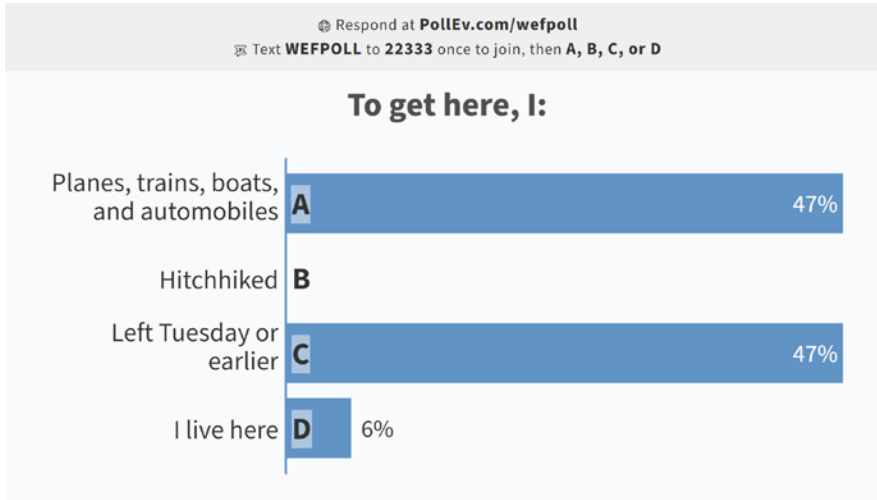 Respond at PollEv.com/wefpoll
Text WEFPOLL to 22333 once to join, then A, B, C, or D
To get here, I:
Planes, trains, boats,
and automobiles
A
47%
Hitchhiked
B
Left Tuesday or
earlier
C
47%
I live here
D
6%